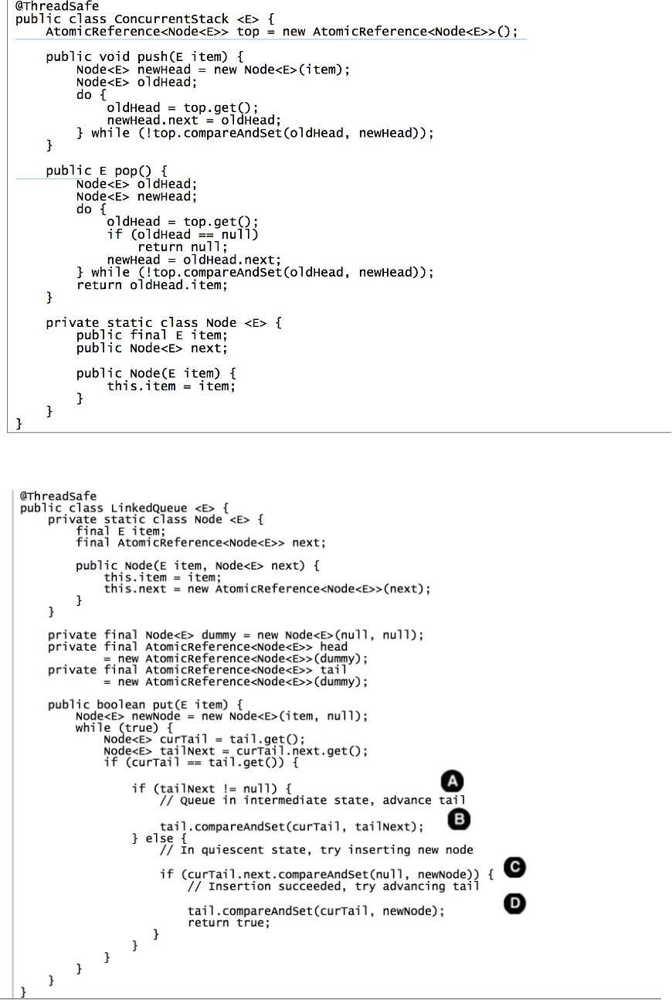 @ThreadSafe
public class ConcurrentStack <E> {
    AtomicReference<Node<E>> top = new AtomicReference<Node<E>>();

    public void push(E item) {
        Node<E> newHead = new Node<E>(item);
        Node<E> oldHead;
        do {
            oldHead = top.get();
            newHead.next = oldHead;
        } while (!top.compareAndSet(oldHead, newHead));
    }

    public E pop() {
        Node<E> oldHead;
        Node<E> newHead;
        do {
            oldHead = top.get();
            if (oldHead == null)
                return null;
            newHead = oldHead.next;
        } while (!top.compareAndSet(oldHead, newHead));
        return oldHead.item;
    }

    private static class Node <E> {
        public final E item;
        public Node<E> next;

        public Node(E item) {
            this.item = item;
        }
    }
}

@ThreadSafe
public class LinkedQueue <E> {
    private static class Node <E> {
        final E item;
        final AtomicReference<Node<E>> next;

        public Node(E item, Node<E> next) {
            this.item = item;
            this.next = new AtomicReference<Node<E>>(next);
        }
    }

    private final Node<E> dummy = new Node<E>(null, null);
    private final AtomicReference<Node<E>> head
            = new AtomicReference<Node<E>>(dummy);
    private final AtomicReference<Node<E>> tail
            = new AtomicReference<Node<E>>(dummy);

    public boolean put(E item) {
        Node<E> newNode = new Node<E>(item, null);
        while (true) {
            Node<E> curTail = tail.get();
            Node<E> tailNext = curTail.next.get();
            if (curTail == tail.get()) {
A
                if (tailNext != null) {
                    // Queue in intermediate state, advance tail
B
                    tail.compareAndSet(curTail, tailNext);
                } else {
                    // In quiescent state, try inserting new node
C
                    if (curTail.next.compareAndSet(null, newNode)) {
                        // Insertion succeeded, try advancing tail
D
                        tail.compareAndSet(curTail, newNode);
                        return true;
                    }
                }
            }
        }
    }
}